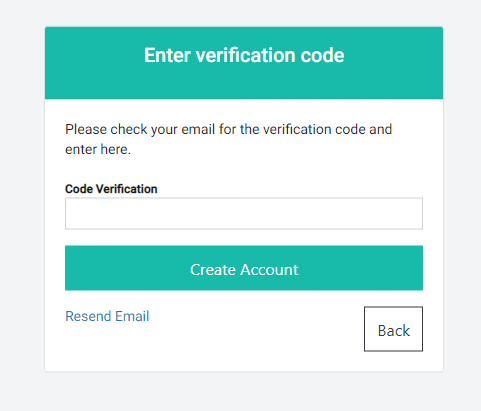 Enter verification code
Please check your email for the verification code and
enter here.
Code Verification
Create Account
Resend Email
Back